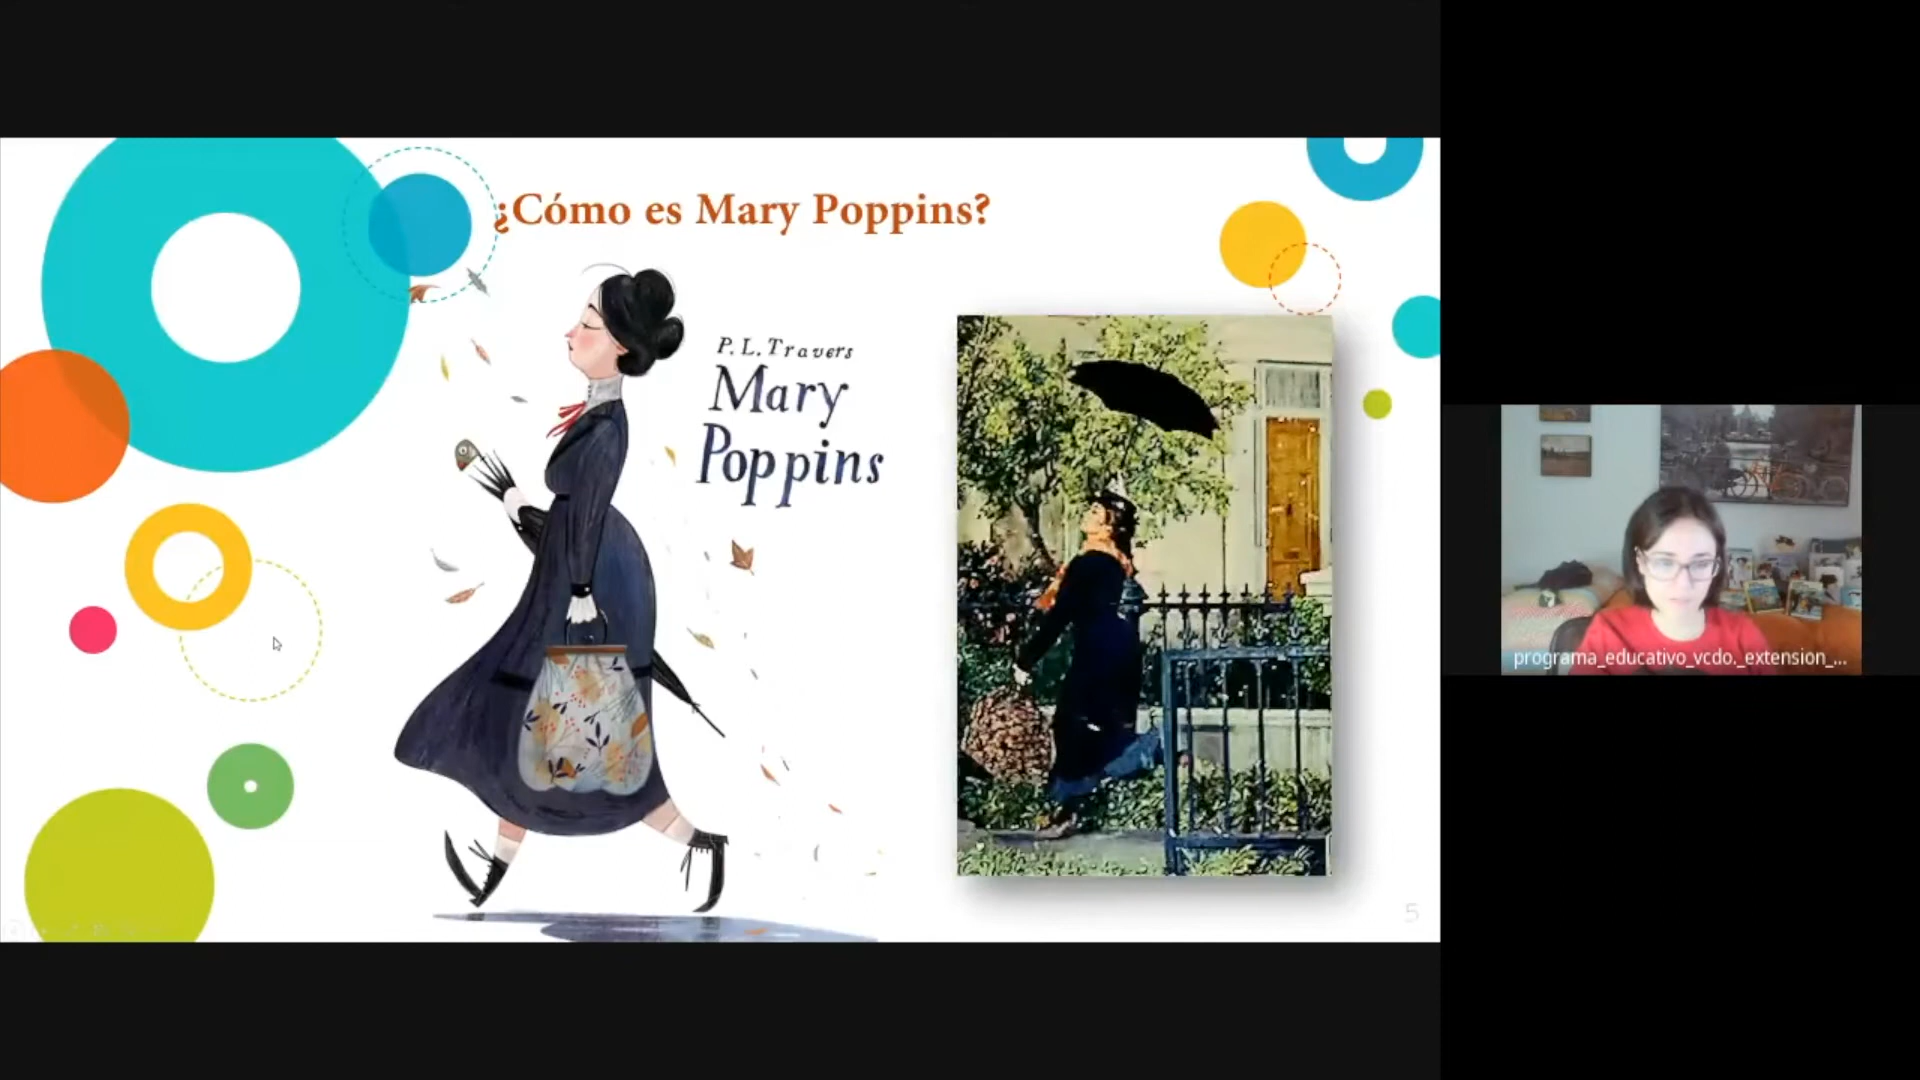 ¿Cómo es Mary Poppins?
P. L. Travers
Mary
Poppins
programa_educativo_vcdo._extension_...
5